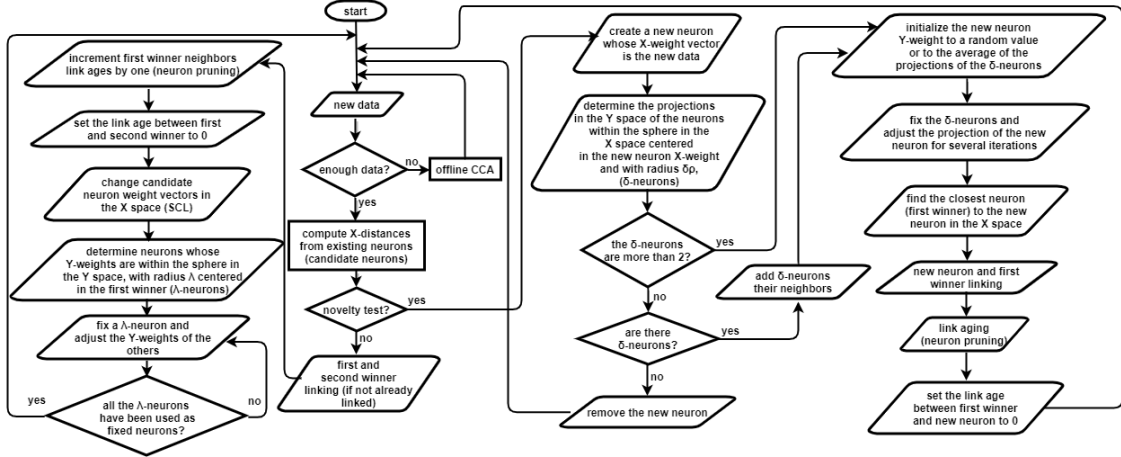 start
new data
enough data?
no
offline CCA
yes
compute X-distances
from existing neurons
(candidate neurons)
novelty test?
yes
no
first and
second winner
linking (if not already
linked)
increment first winner neighbors
link ages by one (neuron pruning)
set the link age between first
and second winner to 0
change candidate
neuron weight vectors in
the X space (SCL)
determine neurons whose
Y-weights are within the sphere in
the Y space, with radius Λ centered
in the first winner (Λ-neurons)
fix a Λ-neuron and
adjust the Y-weights of the
others
yes
no
all the Λ-neurons
have been used as
fixed neurons?
create a new neuron
whose X-weight vector
is the new data
determine the projections
in the Y space of the neurons
within the sphere in the
X space centered
in the new neuron X-weight
and with radius δρ,
(δ-neurons)
the δ-neurons
are more than 2?
yes
no
are there
δ-neurons?
yes
no
remove the new neuron
add δ-neurons
their neighbors
initialize the new neuron
Y-weight to a random value
or to the average of the
projections of the δ-neurons
fix the δ-neurons and
adjust the projection of the new
neuron for several iterations
find the closest neuron
(first winner) to the new
neuron in the X space
new neuron and first
winner linking
link aging
(neuron pruning)
set the link age
between first winner
and new neuron to 0